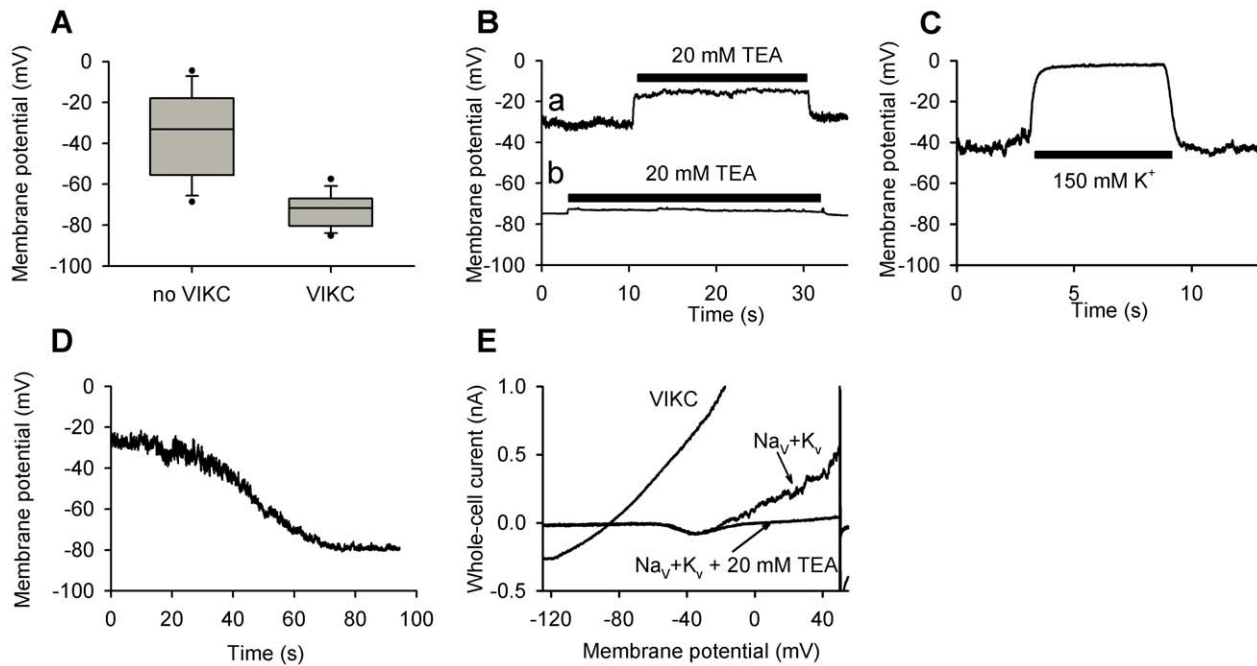 A
Membrane potential (mV)
0
-20
-40
-60
-80
-100
no VIKC
VIKC
B
Membrane potential (mV)
0
-20
-40
-60
-80
-100
20 mM TEA
a
20 mM TEA
b
0
10
20
30
Time (s)
C
Membrane potential (mV)
0
-20
-40
-60
-80
-100
150 mM K⁺
0
5
10
Time (s)
D
Membrane potential (mV)
0
-20
-40
-60
-80
-100
0
20
40
60
80
100
Time (s)
E
Whole-cell curent (nA)
1.0
0.5
0.0
-0.5
VIKC
Na_V+K_v
Na_V+K_v + 20 mM TEA
-120
-80
-40
0
40
Membrane potential (mV)